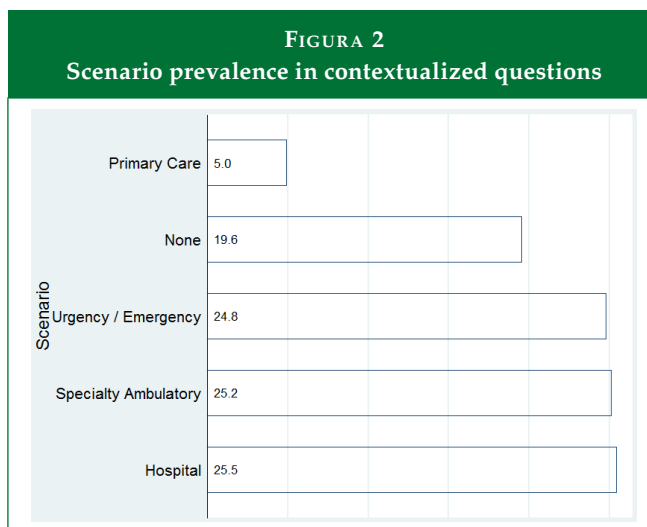 FIGURA 2
Scenario prevalence in contextualized questions
Scenario
Primary Care 5.0
None 19.6
Urgency / Emergency 24.8
Specialty Ambulatory 25.2
Hospital 25.5